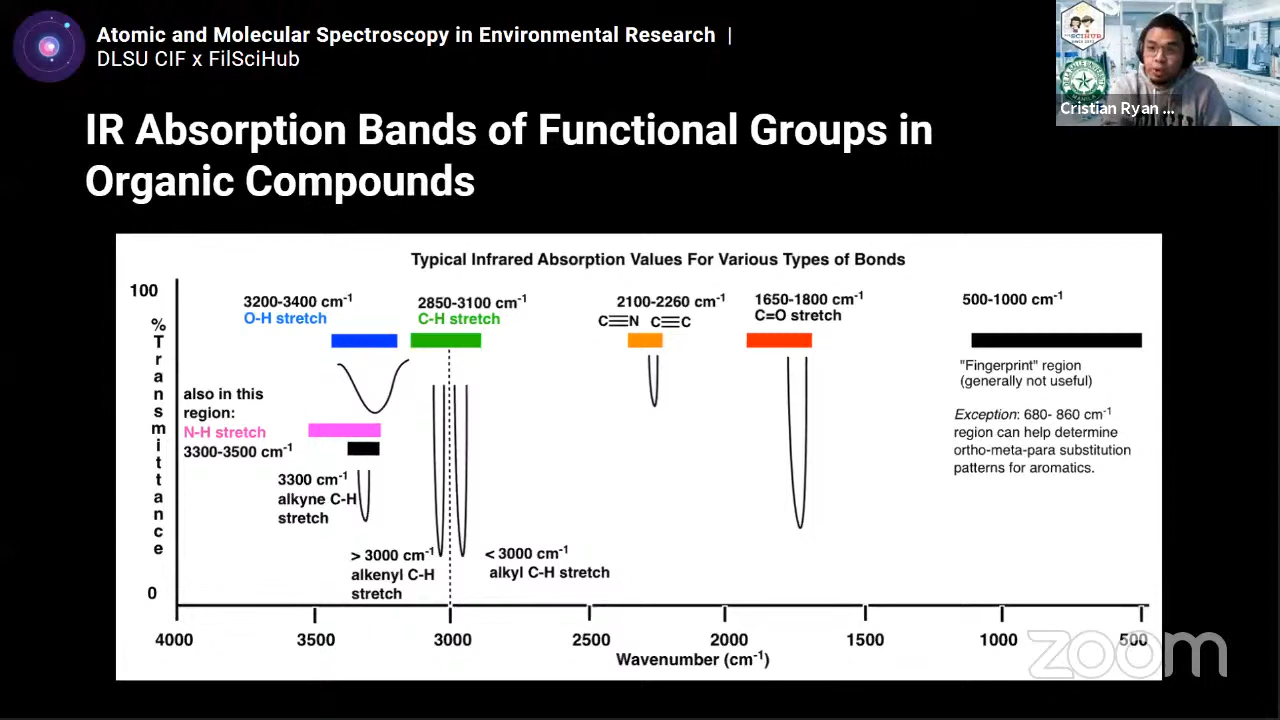 Atomic and Molecular Spectroscopy in Environmental Research |
DLSU CIF x FilSciHub
Cristian Ryan ...
IR Absorption Bands of Functional Groups in
Organic Compounds
Typical Infrared Absorption Values For Various Types of Bonds
100
% Transmittance
0
3200-3400 cm⁻¹
O-H stretch
2850-3100 cm⁻¹
C-H stretch
2100-2260 cm⁻¹
C≡N C≡C
1650-1800 cm⁻¹
C=O stretch
500-1000 cm⁻¹
"Fingerprint" region
(generally not useful)
Exception: 680- 860 cm⁻¹
region can help determine
ortho-meta-para substitution
patterns for aromatics.
also in this
region:
N-H stretch
3300-3500 cm⁻¹
3300 cm⁻¹
alkyne C-H
stretch
> 3000 cm⁻¹
alkenyl C-H
stretch
< 3000 cm⁻¹
alkyl C-H stretch
4000 3500 3000 2500 2000 1500 1000 500
Wavenumber (cm⁻¹)
zoom